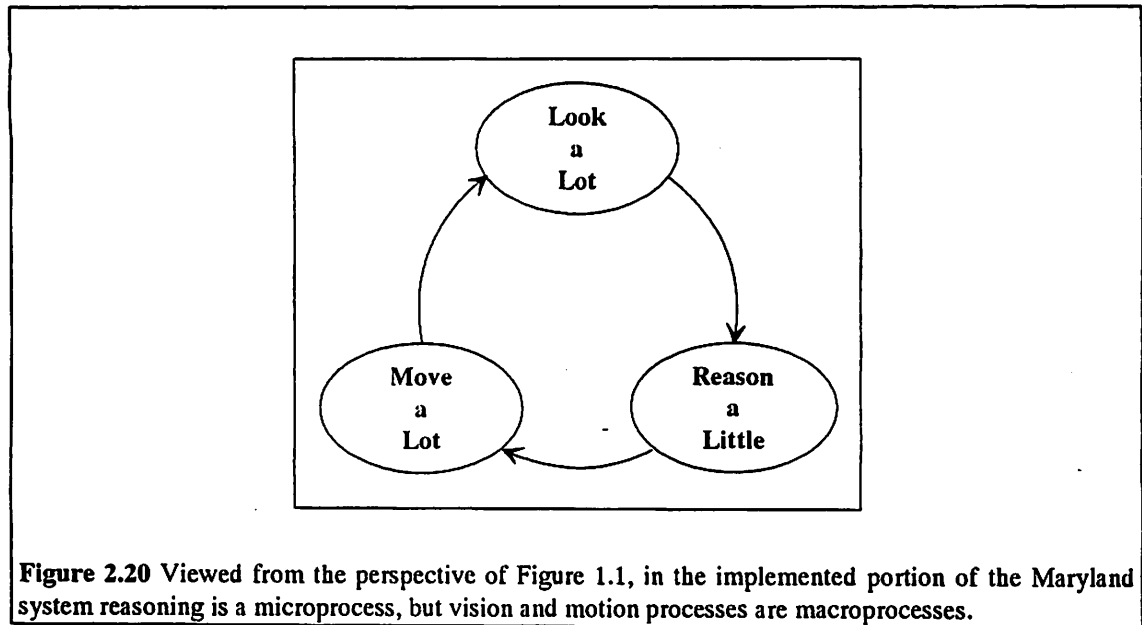 Look
a
Lot
Move
a
Lot
Reason
a
Little
Figure 2.20 Viewed from the perspective of Figure 1.1, in the implemented portion of the Maryland
system reasoning is a microprocess, but vision and motion processes are macroprocesses.